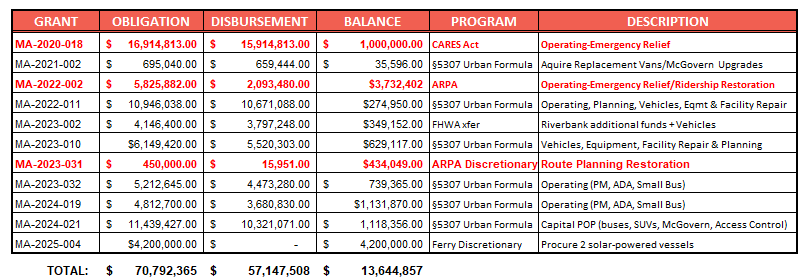 GRANT OBLIGATION DISBURSEMENT BALANCE PROGRAM DESCRIPTION
MA-2020-018 $ 16,914,813.00 $ 15,914,813.00 $ 1,000,000.00 CARES Act Operating-Emergency Relief
MA-2021-002 $ 695,040.00 $ 659,444.00 $ 35,596.00 §5307 Urban Formula Aquire Replacement Vans/McGovern Upgrades
MA-2022-002 $ 5,825,882.00 $ 2,093,480.00 $3,732,402 ARPA Operating-Emergency Relief/Ridership Restoration
MA-2022-011 $ 10,946,038.00 $ 10,671,088.00 $274,950.00 §5307 Urban Formula Operating, Planning, Vehicles, Eqmt & Facility Repair
MA-2023-002 $ 4,146,400.00 $ 3,797,248.00 $349,152.00 FHWA xfer Riverbank additional funds + Vehicles
MA-2023-010 $6,149,420.00 $ 5,520,303.00 $629,117.00 §5307 Urban Formula Vehicles, Equipment, Facility Repair & Planning
MA-2023-031 $ 450,000.00 $ 15,951.00 $434,049.00 ARPA Discretionary Route Planning Restoration
MA-2023-032 $ 5,212,645.00 $ 4,473,280.00 $ 739,365.00 §5307 Urban Formula Operating (PM, ADA, Small Bus)
MA-2024-019 $ 4,812,700.00 $ 3,680,830.00 $1,131,870.00 §5307 Urban Formula Operating (PM, ADA, Small Bus)
MA-2024-021 $ 11,439,427.00 $ 10,321,071.00 $ 1,118,356.00 §5307 Urban Formula Capital POP (buses, SUVs, McGovern, Access Control)
MA-2025-004 $4,200,000.00 $ - $ 4,200,000.00 Ferry Discretionary Procure 2 solar-powered vessels
TOTAL: $ 70,792,365 $ 57,147,508 $ 13,644,857